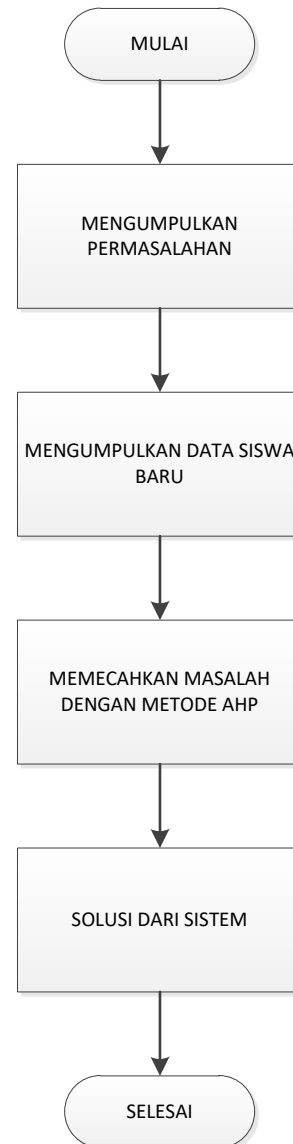 MULAI
MENGUMPULKAN
PERMASALAHAN
MENGUMPULKAN DATA SISWA
BARU
MEMECAHKAN MASALAH
DENGAN METODE AHP
SOLUSI DARI SISTEM
SELESAI